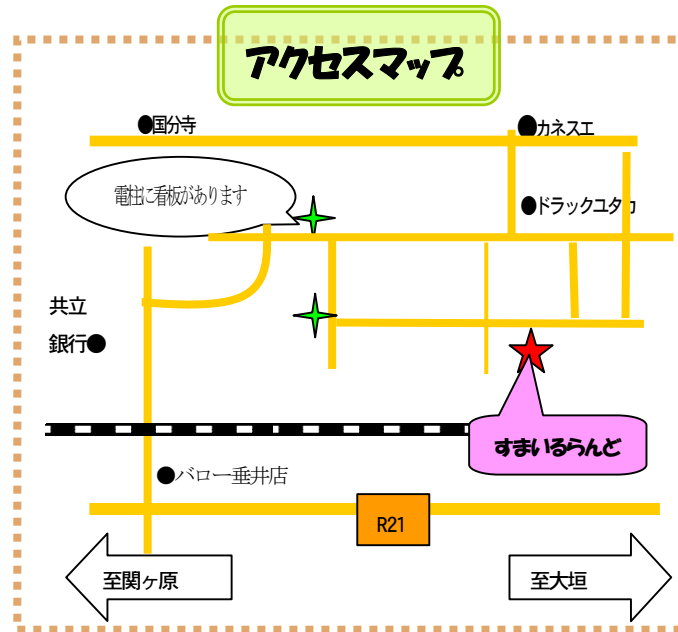 アクセスマップ
●国分寺
●カネスエ
電柱に看板があります
●ドラックユタカ
共立
銀行●
すまいるらんど
●バロー垂井店
R21
至関ヶ原
至大垣